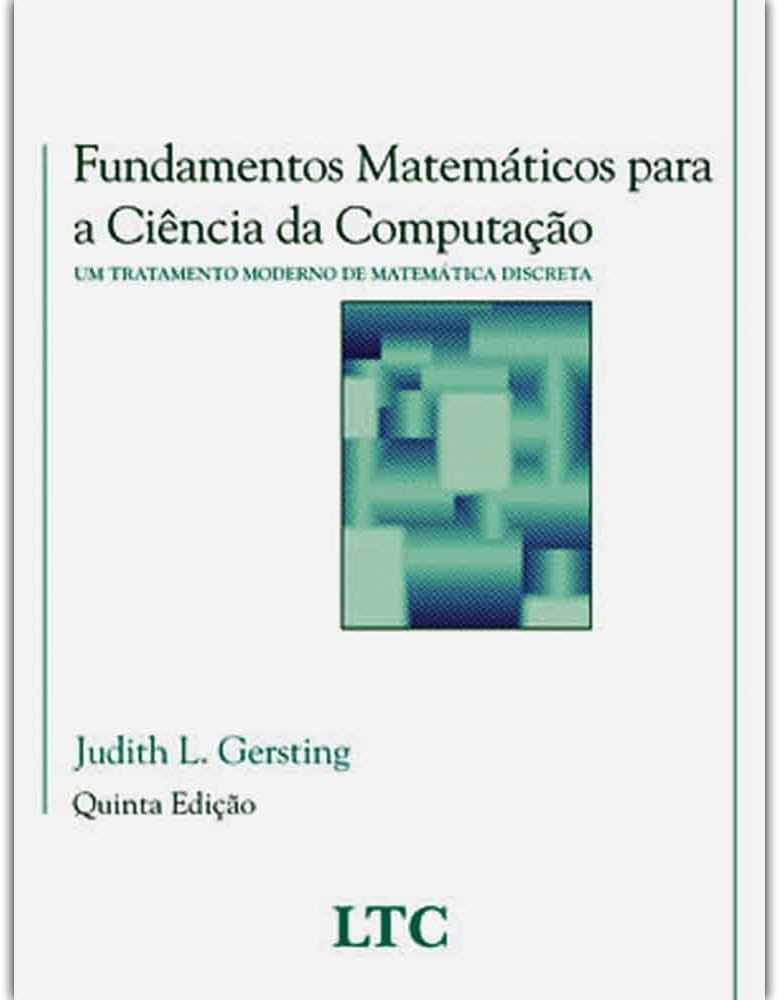 Fundamentos Matemáticos para
a Ciência da Computação
UM TRATAMENTO MODERNO DE MATEMÁTICA DISCRETA
Judith L. Gersting
Quinta Edição
LTC